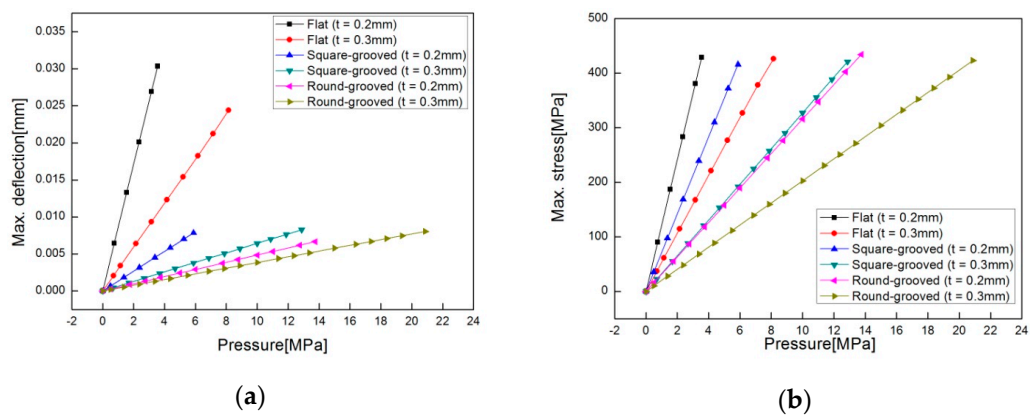 0.035
0.030
0.025
0.020
0.015
0.010
0.005
0.000
Max. deflection[mm]
Flat (t = 0.2mm)
Flat (t = 0.3mm)
Square-grooved (t = 0.2mm)
Square-grooved (t = 0.3mm)
Round-grooved (t = 0.2mm)
Round-grooved (t = 0.3mm)
-2 0 2 4 6 8 10 12 14 16 18 20 22 24
Pressure[MPa]
(a)
500
400
300
200
100
0
-50
Max. stress[MPa]
Flat (t = 0.2mm)
Flat (t = 0.3mm)
Square-grooved (t = 0.2mm)
Square-grooved (t = 0.3mm)
Round-grooved (t = 0.2mm)
Round-grooved (t = 0.3mm)
-2 0 2 4 6 8 10 12 14 16 18 20 22 24
Pressure[MPa]
(b)